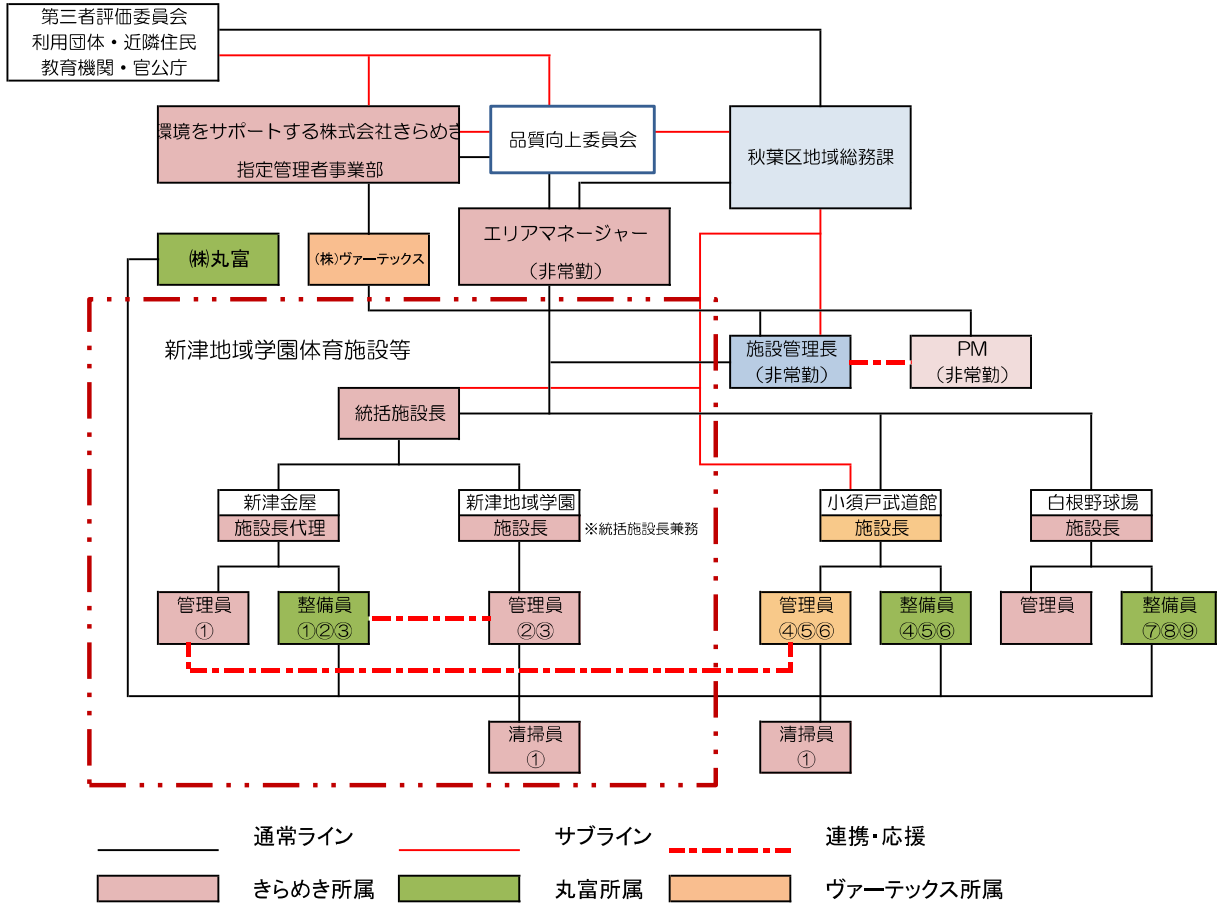 第三者評価委員会
利用団体・近隣住民
教育機関・官公庁
環境をサポートする株式会社きらめき
指定管理者事業部
品質向上委員会
秋葉区地域総務課
エリアマネージャー
（非常勤）
㈱丸富
㈱ヴァーテックス
新津地域学園体育施設等
施設管理長
（非常勤）
PM
（非常勤）
統括施設長
新津金屋
施設長代理
新津地域学園
施設長
※統括施設長兼務
小須戸武道館
施設長
白根野球場
施設長
管理員
①
整備員
①②③
管理員
②③
管理員
④⑤⑥
整備員
④⑤⑥
管理員
整備員
⑦⑧⑨
清掃員
①
清掃員
①
通常ライン
サブライン
連携・応援
きらめき所属
丸富所属
ヴァーテックス所属